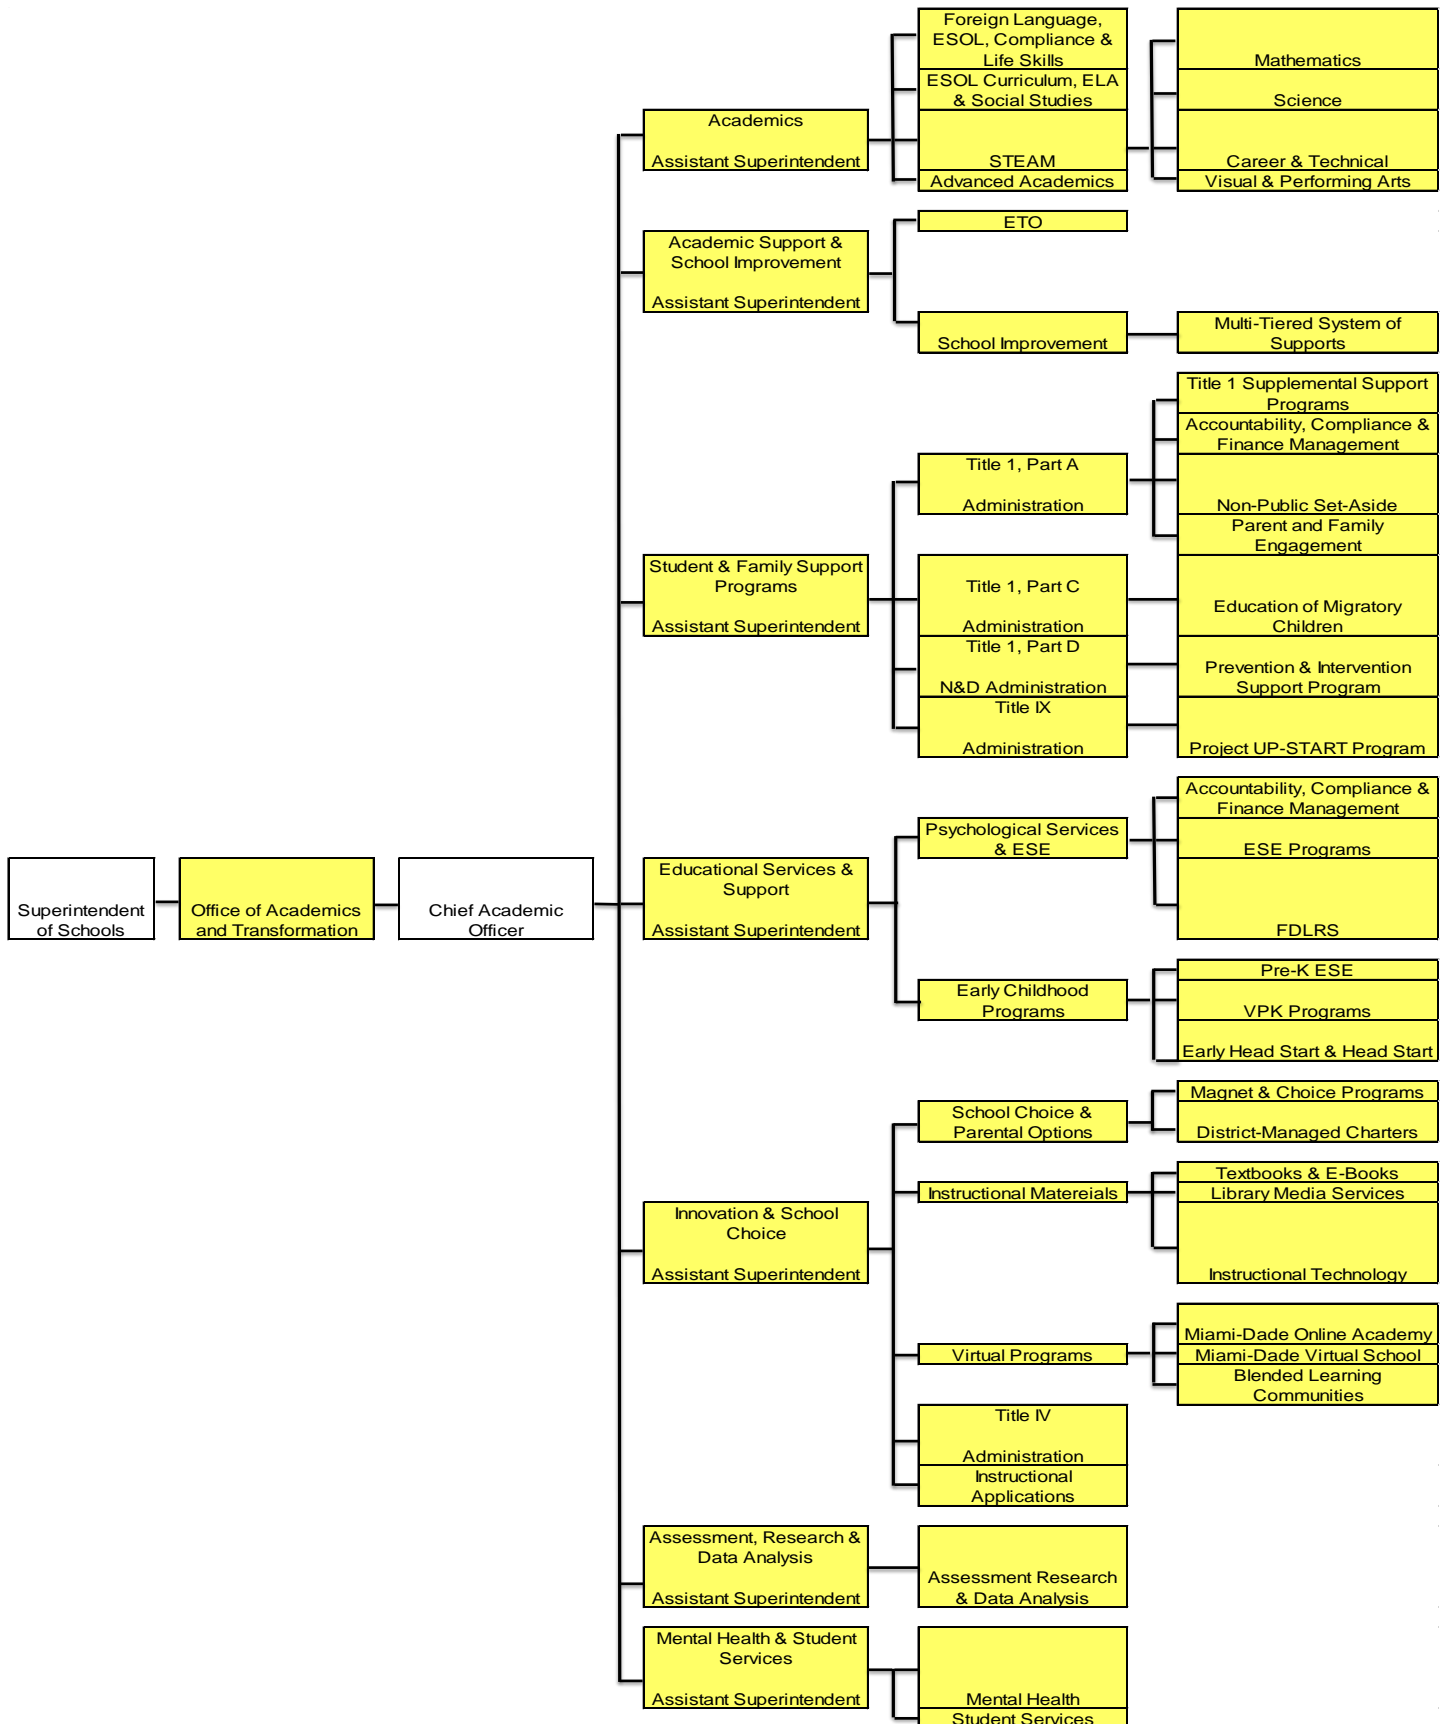 Foreign Language,
ESOL, Compliance &
Life Skills
Mathematics
ESOL Curriculum, ELA
& Social Studies
Science
Academics
Assistant Superintendent
STEAM
Career & Technical
Advanced Academics
Visual & Performing Arts
ETO
Academic Support &
School Improvement
Assistant Superintendent
School Improvement
Multi-Tiered System of
Supports
Title 1 Supplemental Support
Programs
Accountability, Compliance &
Finance Management
Title 1, Part A
Administration
Non-Public Set-Aside
Parent and Family
Engagement
Student & Family Support
Programs
Assistant Superintendent
Title 1, Part C
Administration
Education of Migratory
Children
Title 1, Part D
N&D Administration
Prevention & Intervention
Support Program
Title IX
Administration
Project UP-START Program
Accountability, Compliance &
Finance Management
Psychological Services
& ESE
ESE Programs
Superintendent
of Schools
Office of Academics
and Transformation
Chief Academic
Officer
Educational Services &
Support
Assistant Superintendent
FDLRS
Pre-K ESE
Early Childhood
Programs
VPK Programs
Early Head Start & Head Start
Magnet & Choice Programs
School Choice &
Parental Options
District-Managed Charters
Textbooks & E-Books
Instructional Matereials
Library Media Services
Innovation & School
Choice
Assistant Superintendent
Instructional Technology
Miami-Dade Online Academy
Virtual Programs
Miami-Dade Virtual School
Blended Learning
Communities
Title IV
Administration
Instructional
Applications
Assessment, Research &
Data Analysis
Assistant Superintendent
Assessment Research
& Data Analysis
Mental Health & Student
Services
Assistant Superintendent
Mental Health
Student Services